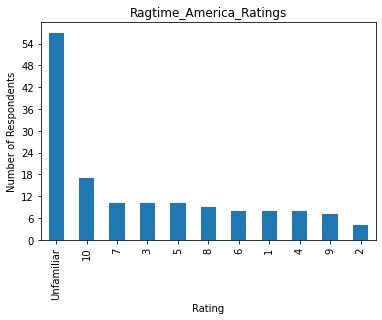 Ragtime_America_Ratings
Number of Respondents
54
48
42
36
30
24
18
12
6
0
Unfamiliar 10 7 3 5 8 6 1 4 9 2
Rating